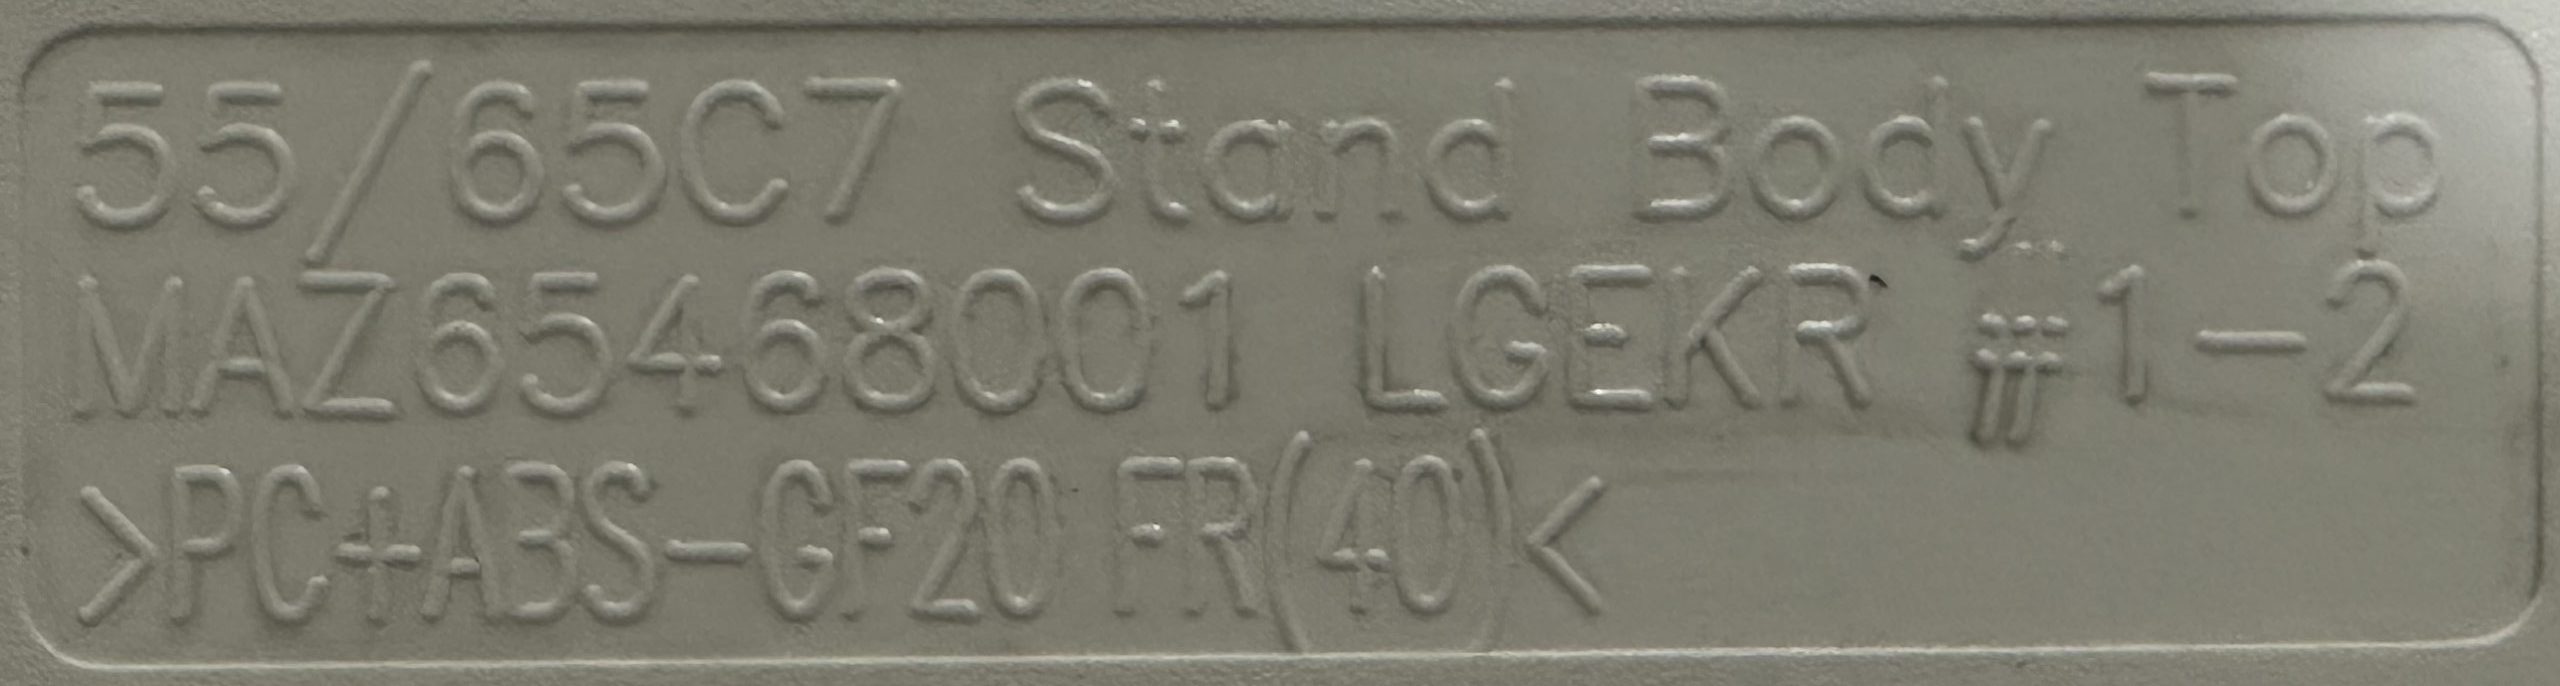 55/65C7 Stand Body Top
MAZ65468001 LGEKR #1-2
>PC+ABS-GF20 FR(40)<